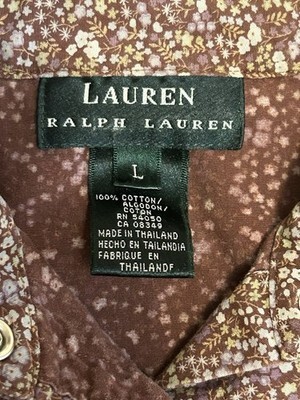 LAUREN
RALPH LAUREN
L
100% COTTON/
ALGODON/
COTON
RN 54050
CA 08349
MADE IN THAILAND
HECHO EN TAILANDIA
FABRIQUE EN
THAILANDE